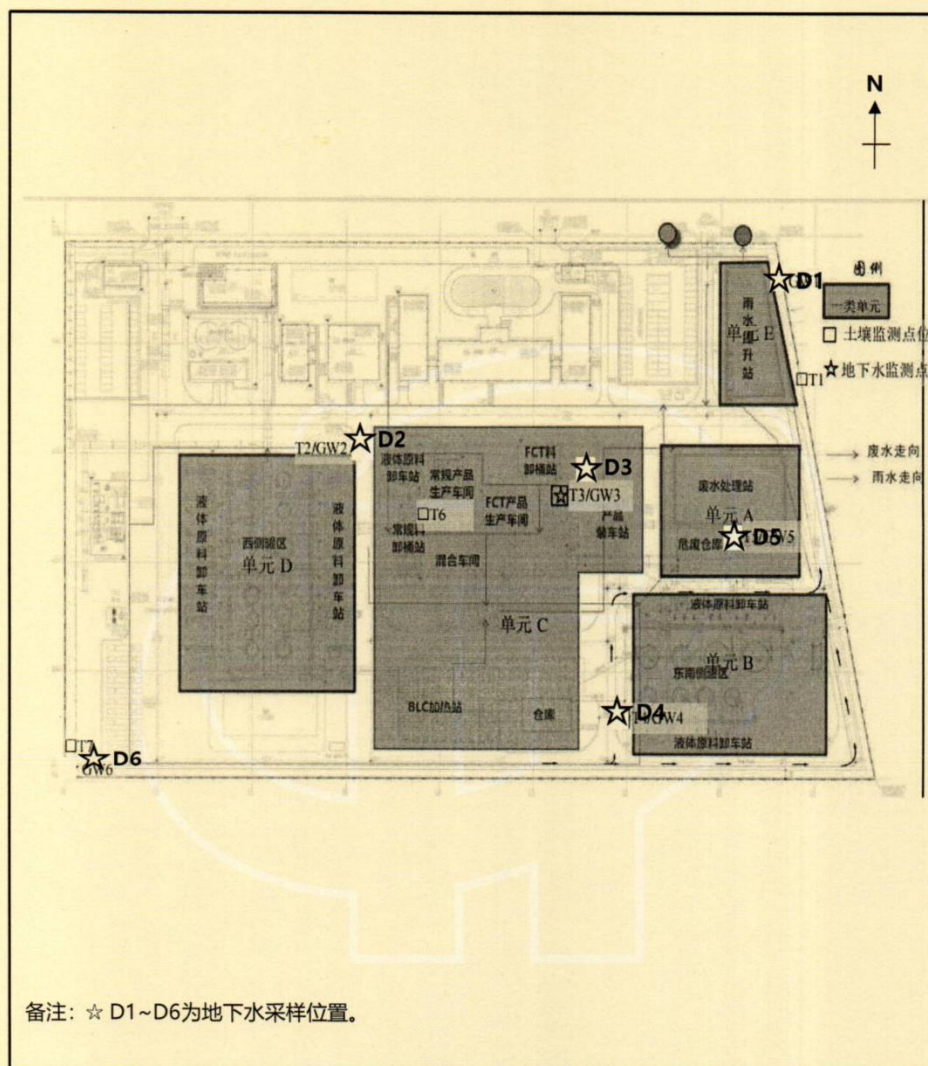 N
D1
图例
一类单元
雨水提升站
单元 E
土壤监测点位
T1
地下水监测点
D2
T2/GW2
液体原料
卸车站
常规产品
生产车间
FCT料
卸桶站
D3
T3/GW3
废水走向
雨水走向
废水处理站
单元 A
FCT产品
生产车间
产品
装车站
T6
常规料
卸桶站
混合车间
液体原料卸车站
西侧罐区
单元 D
液体原料卸车站
危废仓库
D5
液体原料卸车站
单元 C
单元 B
东南侧罐区
BLC加热站
仓库
D4
液体原料卸车站
D6
GW6
备注：☆ D1~D6为地下水采样位置。